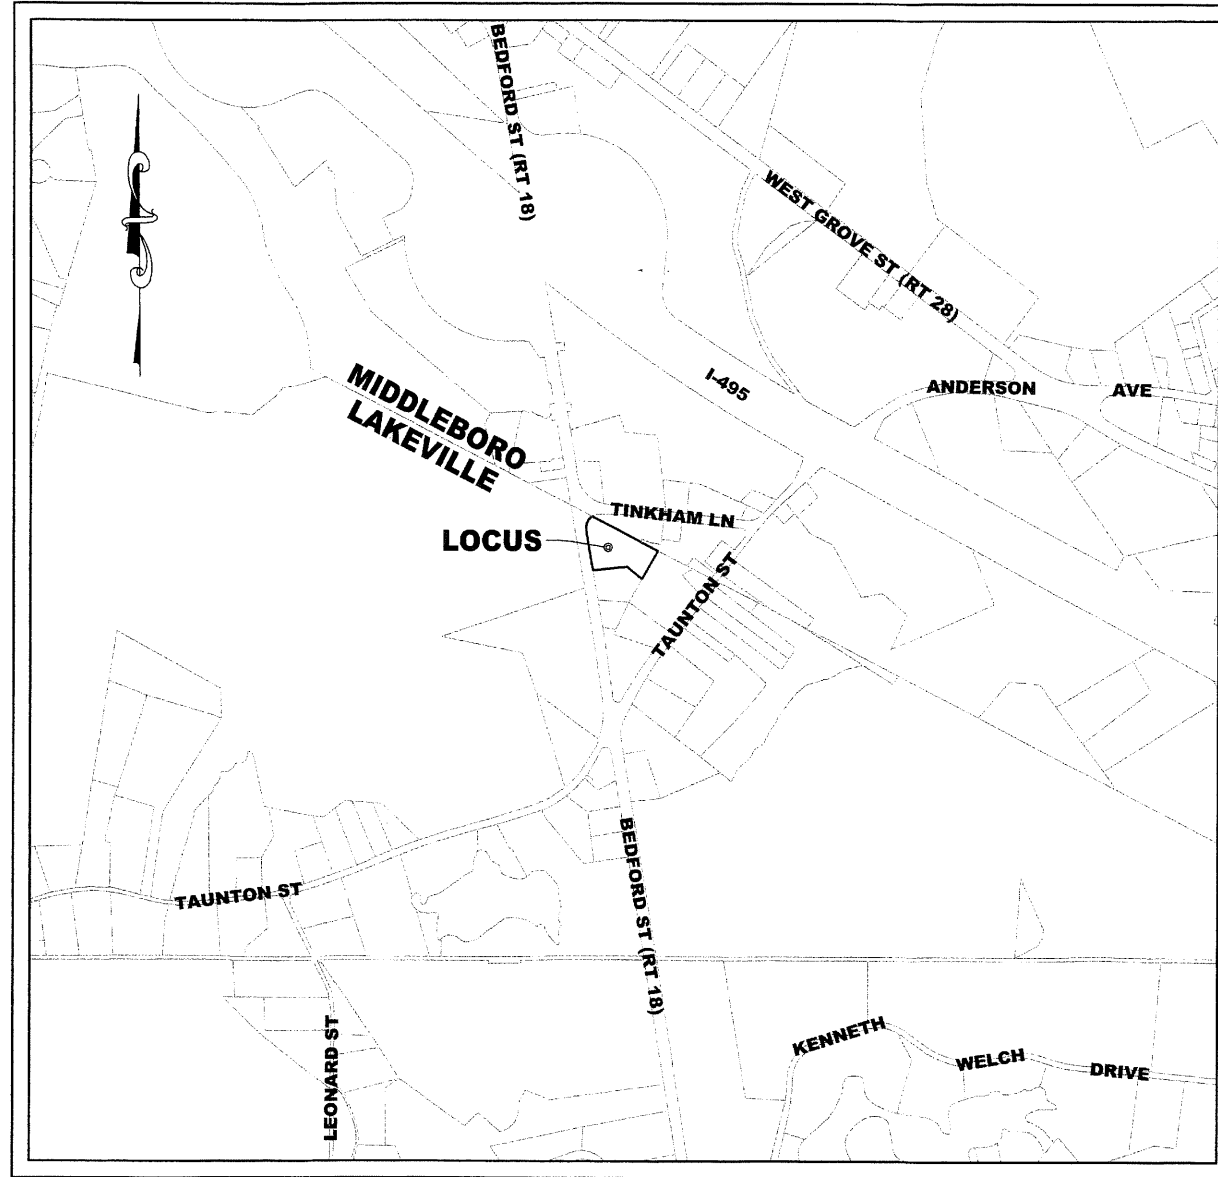 BEDFORD ST (RT 18)
WEST GROVE ST (RT 28)
I-495
ANDERSON AVE
MIDDLEBORO
LAKEVILLE
TINKHAM LN
LOCUS
TAUNTON ST
BEDFORD ST (RT 18)
TAUNTON ST
LEONARD ST
KENNETH WELCH DRIVE